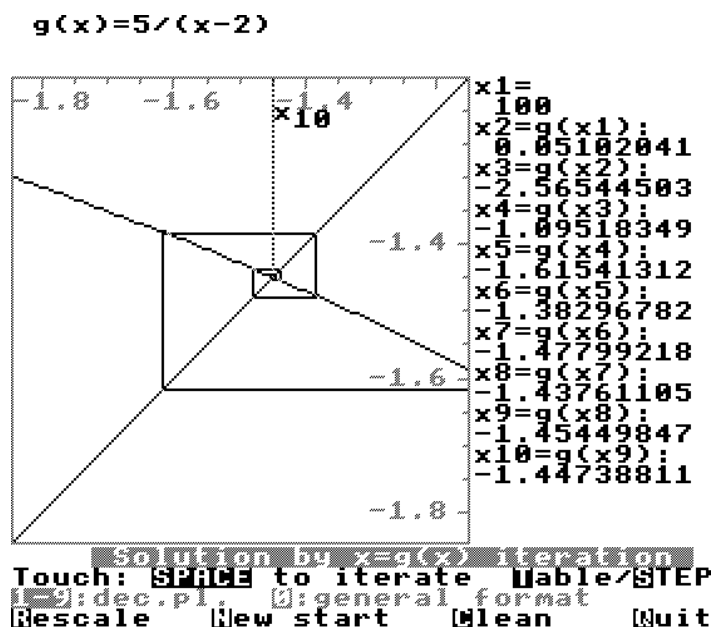 g(x)=5/(x-2)
-1.8 -1.6 -1.4
x10
-1.4
-1.6
-1.8
x1=
100
x2=g(x1):
0.05102041
x3=g(x2):
-2.56544503
x4=g(x3):
-1.09518349
x5=g(x4):
-1.61541312
x6=g(x5):
-1.38296782
x7=g(x6):
-1.47799218
x8=g(x7):
-1.43761105
x9=g(x8):
-1.45449847
x10=g(x9):
-1.44738811
Solution by x=g(x) iteration
Touch: SPACE to iterate Table/STEP
1-9:dec.pl. 0:general format
Rescale New start Clean Quit